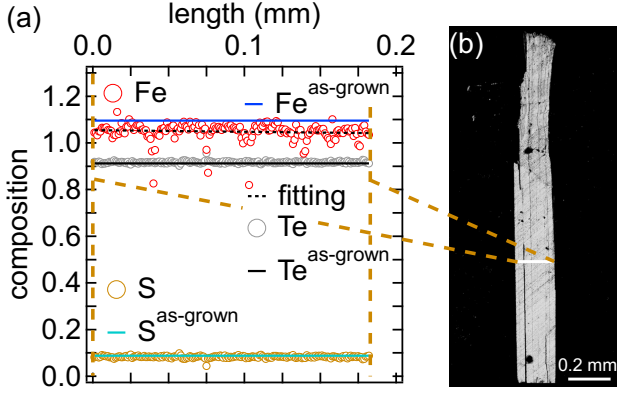 (a)
length (mm)
0.0 0.1 0.2
Fe
Fe as-grown
fitting
Te
Te as-grown
S
S as-grown
composition
1.2
1.0
0.8
0.6
0.4
0.2
0.0
(b)
0.2 mm